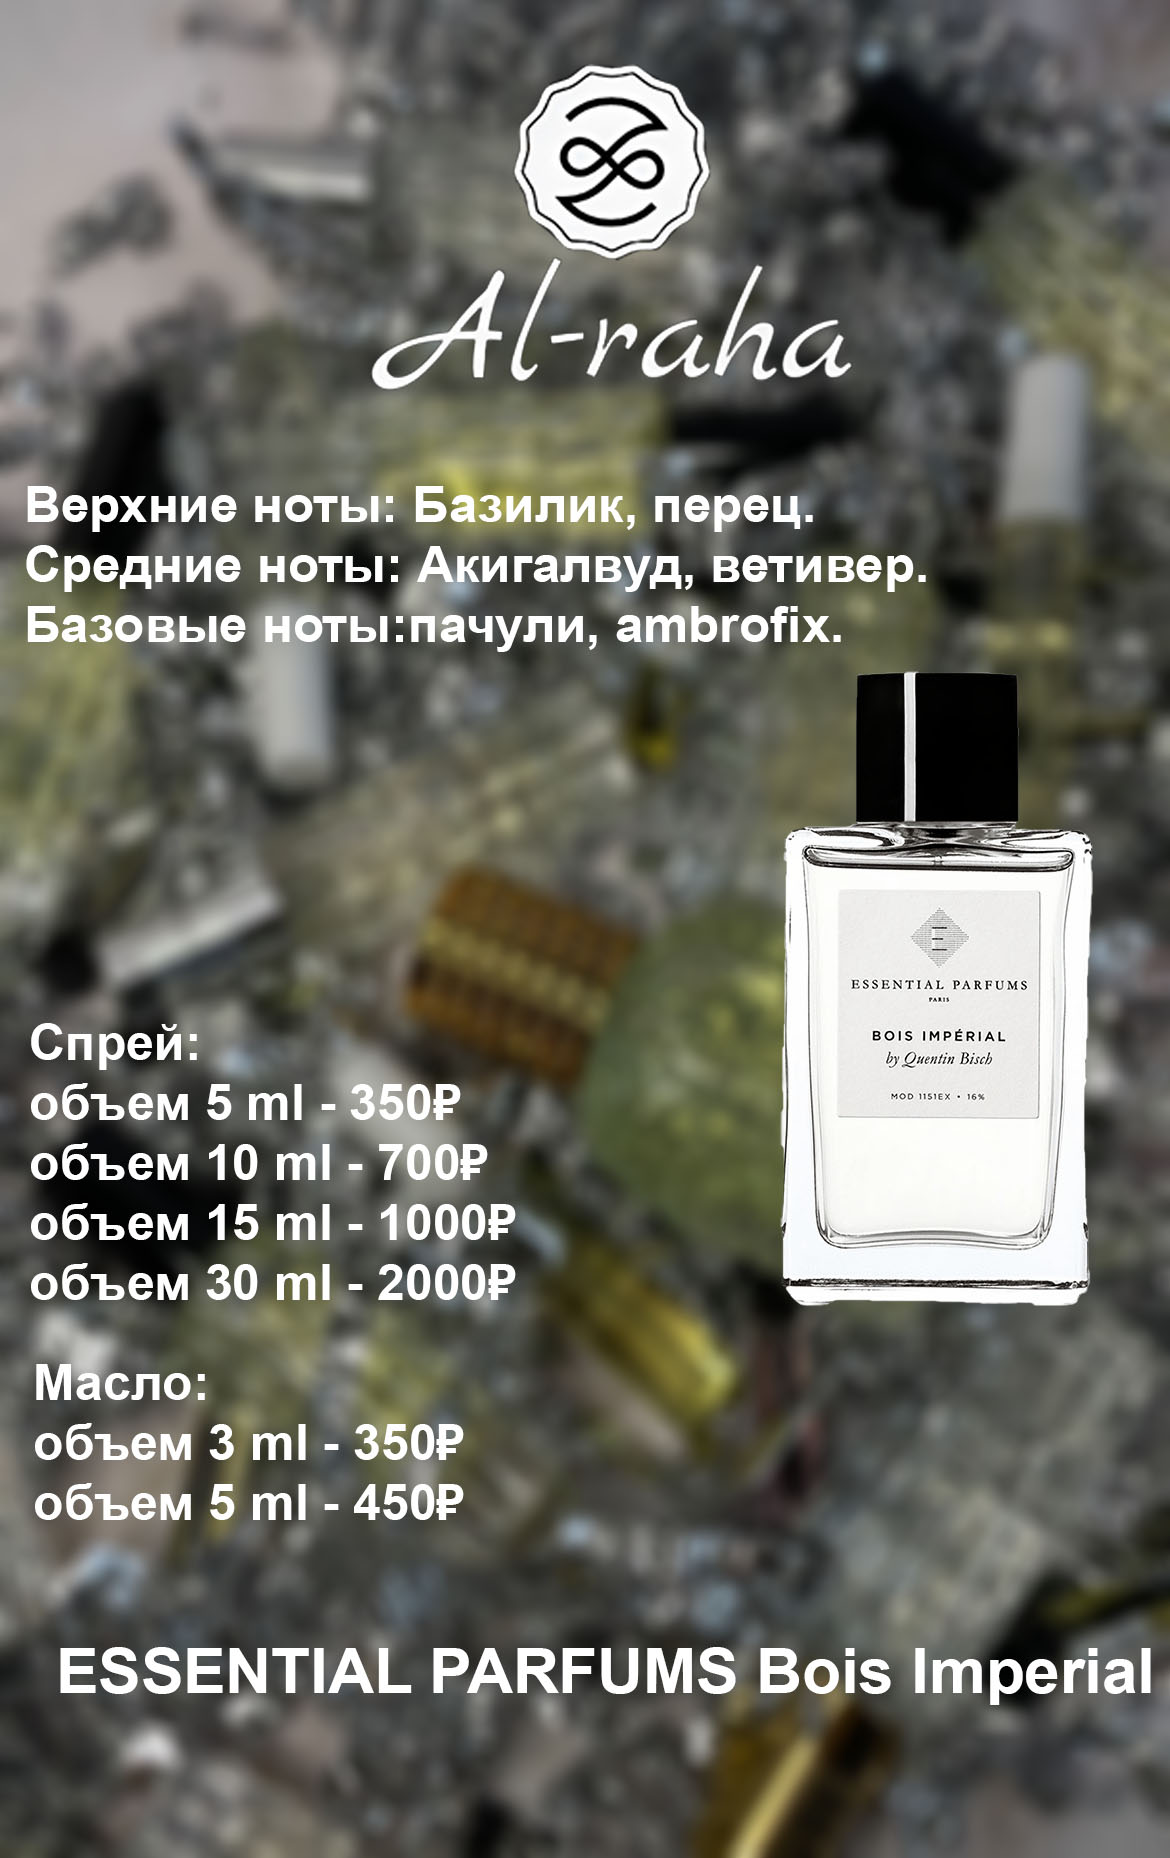 Al-raha
Верхние ноты: Базилик, перец.
Средние ноты: Акигалвуд, ветивер.
Базовые ноты:пачули, ambrofix.
E
ESSENTIAL PARFUMS
PARIS
BOIS IMPÉRIAL
by Quentin Bisch
MOD 1151EX • 16%
Спрей:
объем 5 ml - 350₽
объем 10 ml - 700₽
объем 15 ml - 1000₽
объем 30 ml - 2000₽
Масло:
объем 3 ml - 350₽
объем 5 ml - 450₽
ESSENTIAL PARFUMS Bois Imperial